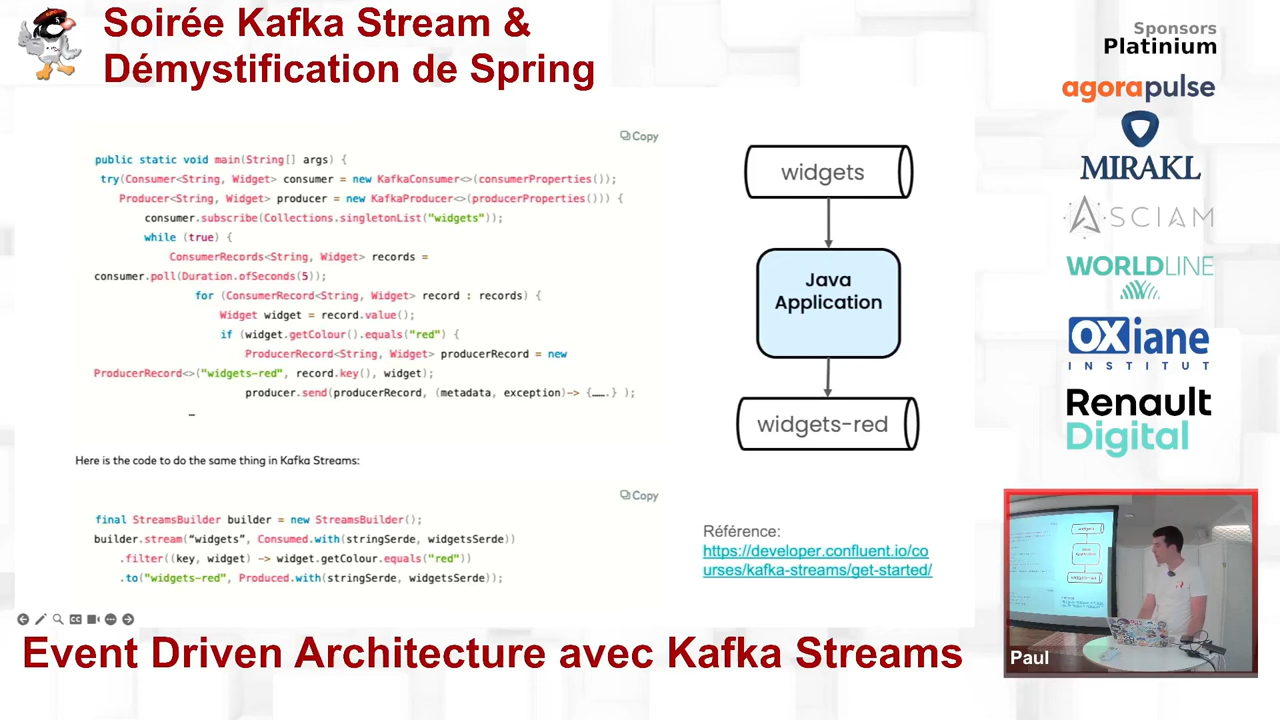 Soirée Kafka Stream &
Démystification de Spring
Sponsors
Platinium
agorapulse
MIRAKL
ASCIAM
WORLDLINE
OXiane
INSTITUT
Renault
Digital
Copy
public static void main(String[] args) {
try(Consumer<String, Widget> consumer = new KafkaConsumer<>(consumerProperties());
Producer<String, Widget> producer = new KafkaProducer<>(producerProperties())) {
consumer.subscribe(Collections.singletonList("widgets"));
while (true) {
ConsumerRecords<String, Widget> records =
consumer.poll(Duration.ofSeconds(5));
for (ConsumerRecord<String, Widget> record : records) {
Widget widget = record.value();
if (widget.getColour().equals("red") {
ProducerRecord<String, Widget> producerRecord = new
ProducerRecord<>("widgets-red", record.key(), widget);
producer.send(producerRecord, (metadata, exception)-> {…….} );
…
Here is the code to do the same thing in Kafka Streams:
Copy
final StreamsBuilder builder = new StreamsBuilder();
builder.stream(“widgets”, Consumed.with(stringSerde, widgetsSerde))
.filter((key, widget) -> widget.getColour.equals("red"))
.to("widgets-red", Produced.with(stringSerde, widgetsSerde));
widgets
Java
Application
widgets-red
Référence:
https://developer.confluent.io/co
urses/kafka-streams/get-started/
Paul
Event Driven Architecture avec Kafka Streams